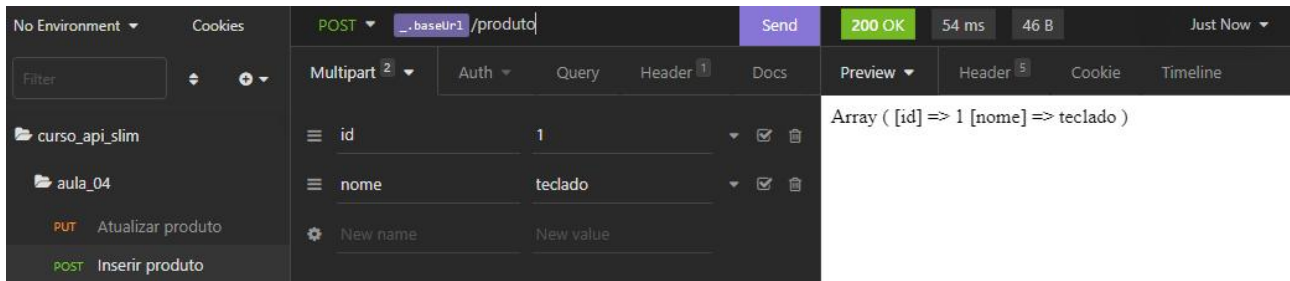 No Environment Cookies
POST _.baseUrl /produto Send
200 OK 54 ms 46 B Just Now
Filter
Multipart 2 Auth Query Header 1 Docs
Preview Header 5 Cookie Timeline
Array ( [id] => 1 [nome] => teclado )
curso_api_slim
id 1
aula_04
nome teclado
PUT Atualizar produto
New name New value
POST Inserir produto